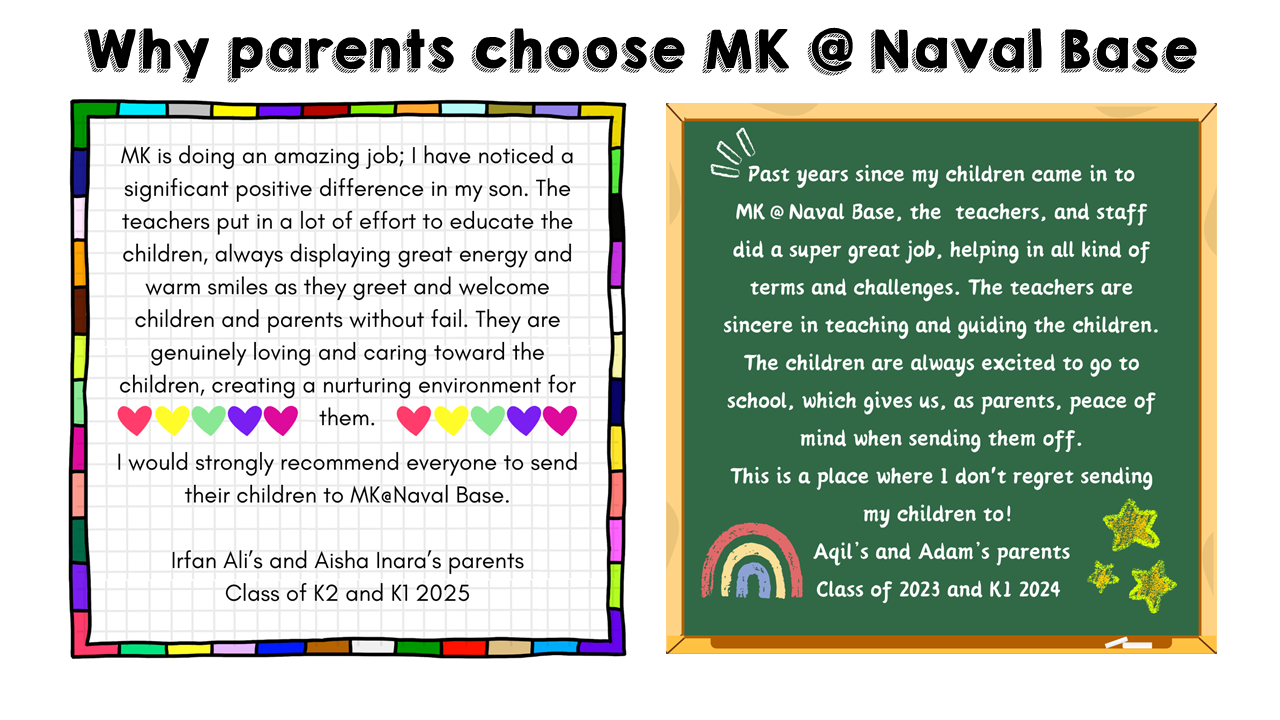 Why parents choose MK @ Naval Base
MK is doing an amazing job; I have noticed a
significant positive difference in my son. The
teachers put in a lot of effort to educate the
children, always displaying great energy and
warm smiles as they greet and welcome
children and parents without fail. They are
genuinely loving and caring toward the
children, creating a nurturing environment for
them.
I would strongly recommend everyone to send
their children to MK@Naval Base.
Irfan Ali's and Aisha Inara's parents
Class of K2 and K1 2025
Past years since my children came in to
MK @ Naval Base, the teachers, and staff
did a super great job, helping in all kind of
terms and challenges. The teachers are
sincere in teaching and guiding the children.
The children are always excited to go to
school, which gives us, as parents, peace of
mind when sending them off.
This is a place where I don't regret sending
my children to!
Aqil's and Adam's parents
Class of 2023 and K1 2024